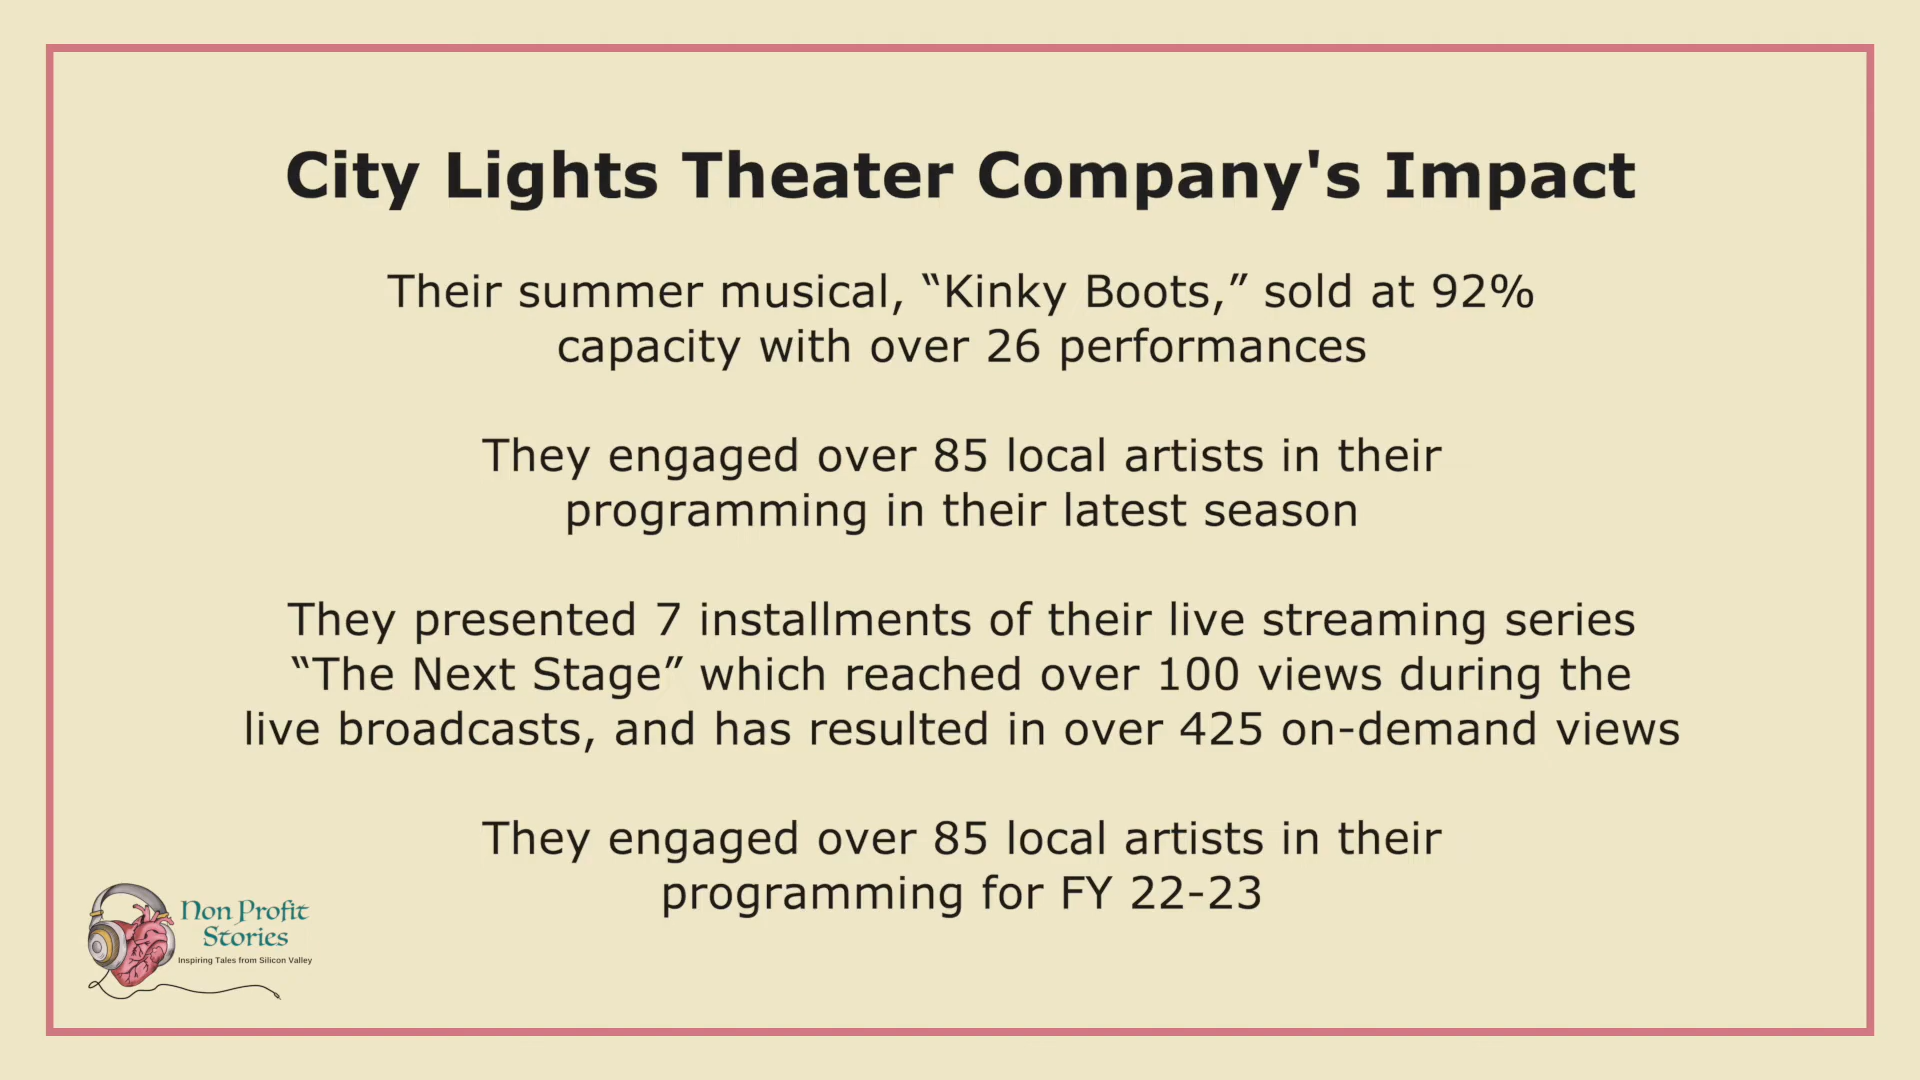 City Lights Theater Company's Impact
Their summer musical, “Kinky Boots,” sold at 92%
capacity with over 26 performances
They engaged over 85 local artists in their
programming in their latest season
They presented 7 installments of their live streaming series
“The Next Stage” which reached over 100 views during the
live broadcasts, and has resulted in over 425 on-demand views
They engaged over 85 local artists in their
programming for FY 22-23
Non Profit
Stories
Inspiring Tales from Silicon Valley